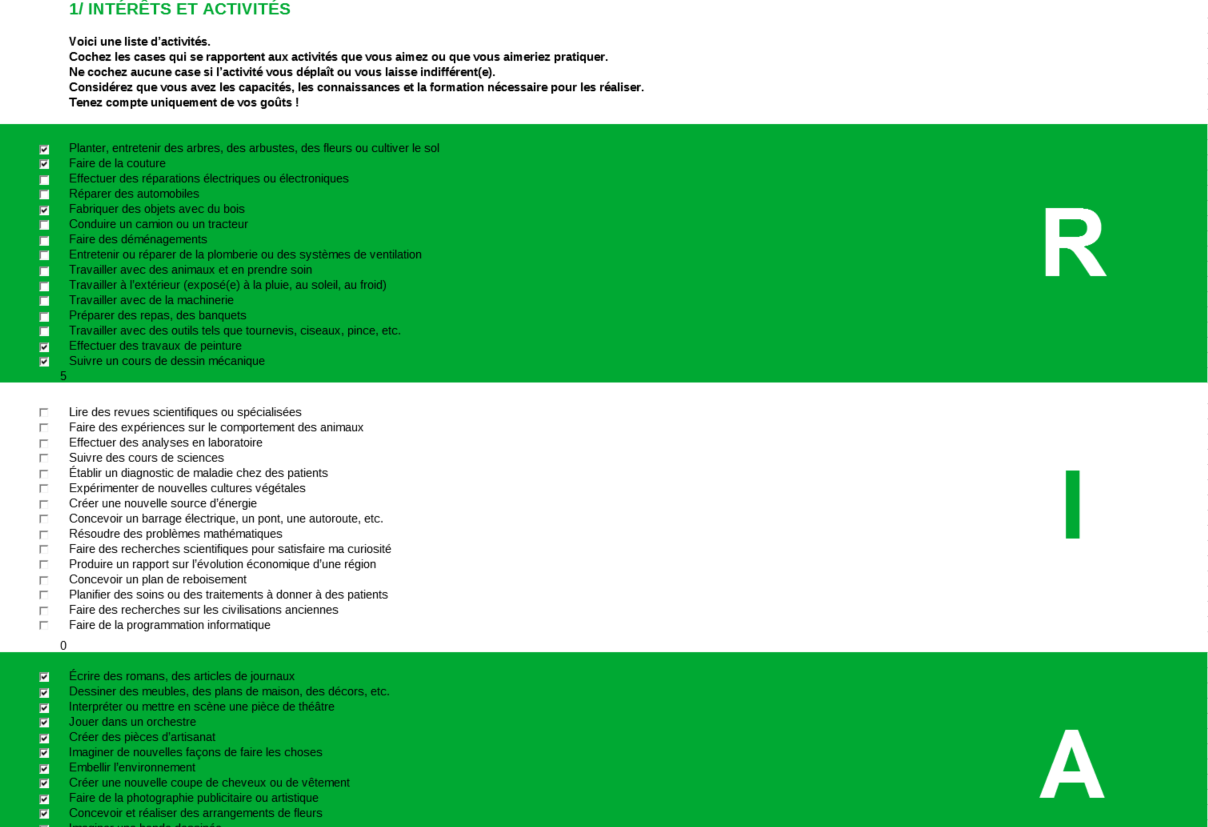 1/ INTÉRÊTS ET ACTIVITÉS
Voici une liste d'activités.
Cochez les cases qui se rapportent aux activités que vous aimez ou que vous aimeriez pratiquer.
Ne cochez aucune case si l'activité vous déplaît ou vous laisse indifférent(e).
Considérez que vous avez les capacités, les connaissances et la formation nécessaire pour les réaliser.
Tenez compte uniquement de vos goûts !
Planter, entretenir des arbres, des arbustes, des fleurs ou cultiver le sol
Faire de la couture
Effectuer des réparations électriques ou électroniques
Réparer des automobiles
Fabriquer des objets avec du bois
Conduire un camion ou un tracteur
Faire des déménagements
Entretenir ou réparer de la plomberie ou des systèmes de ventilation
Travailler avec des animaux et en prendre soin
Travailler à l'extérieur (exposé(e) à la pluie, au soleil, au froid)
Travailler avec de la machinerie
Préparer des repas, des banquets
Travailler avec des outils tels que tournevis, ciseaux, pince, etc.
Effectuer des travaux de peinture
Suivre un cours de dessin mécanique
5
R
Lire des revues scientifiques ou spécialisées
Faire des expériences sur le comportement des animaux
Effectuer des analyses en laboratoire
Suivre des cours de sciences
Établir un diagnostic de maladie chez des patients
Expérimenter de nouvelles cultures végétales
Créer une nouvelle source d'énergie
Concevoir un barrage électrique, un pont, une autoroute, etc.
Résoudre des problèmes mathématiques
Faire des recherches scientifiques pour satisfaire ma curiosité
Produire un rapport sur l'évolution économique d'une région
Concevoir un plan de reboisement
Planifier des soins ou des traitements à donner à des patients
Faire des recherches sur les civilisations anciennes
Faire de la programmation informatique
0
I
Écrire des romans, des articles de journaux
Dessiner des meubles, des plans de maison, des décors, etc.
Interpréter ou mettre en scène une pièce de théâtre
Jouer dans un orchestre
Créer des pièces d'artisanat
Imaginer de nouvelles façons de faire les choses
Embellir l'environnement
Créer une nouvelle coupe de cheveux ou de vêtement
Faire de la photographie publicitaire ou artistique
Concevoir et réaliser des arrangements de fleurs
A